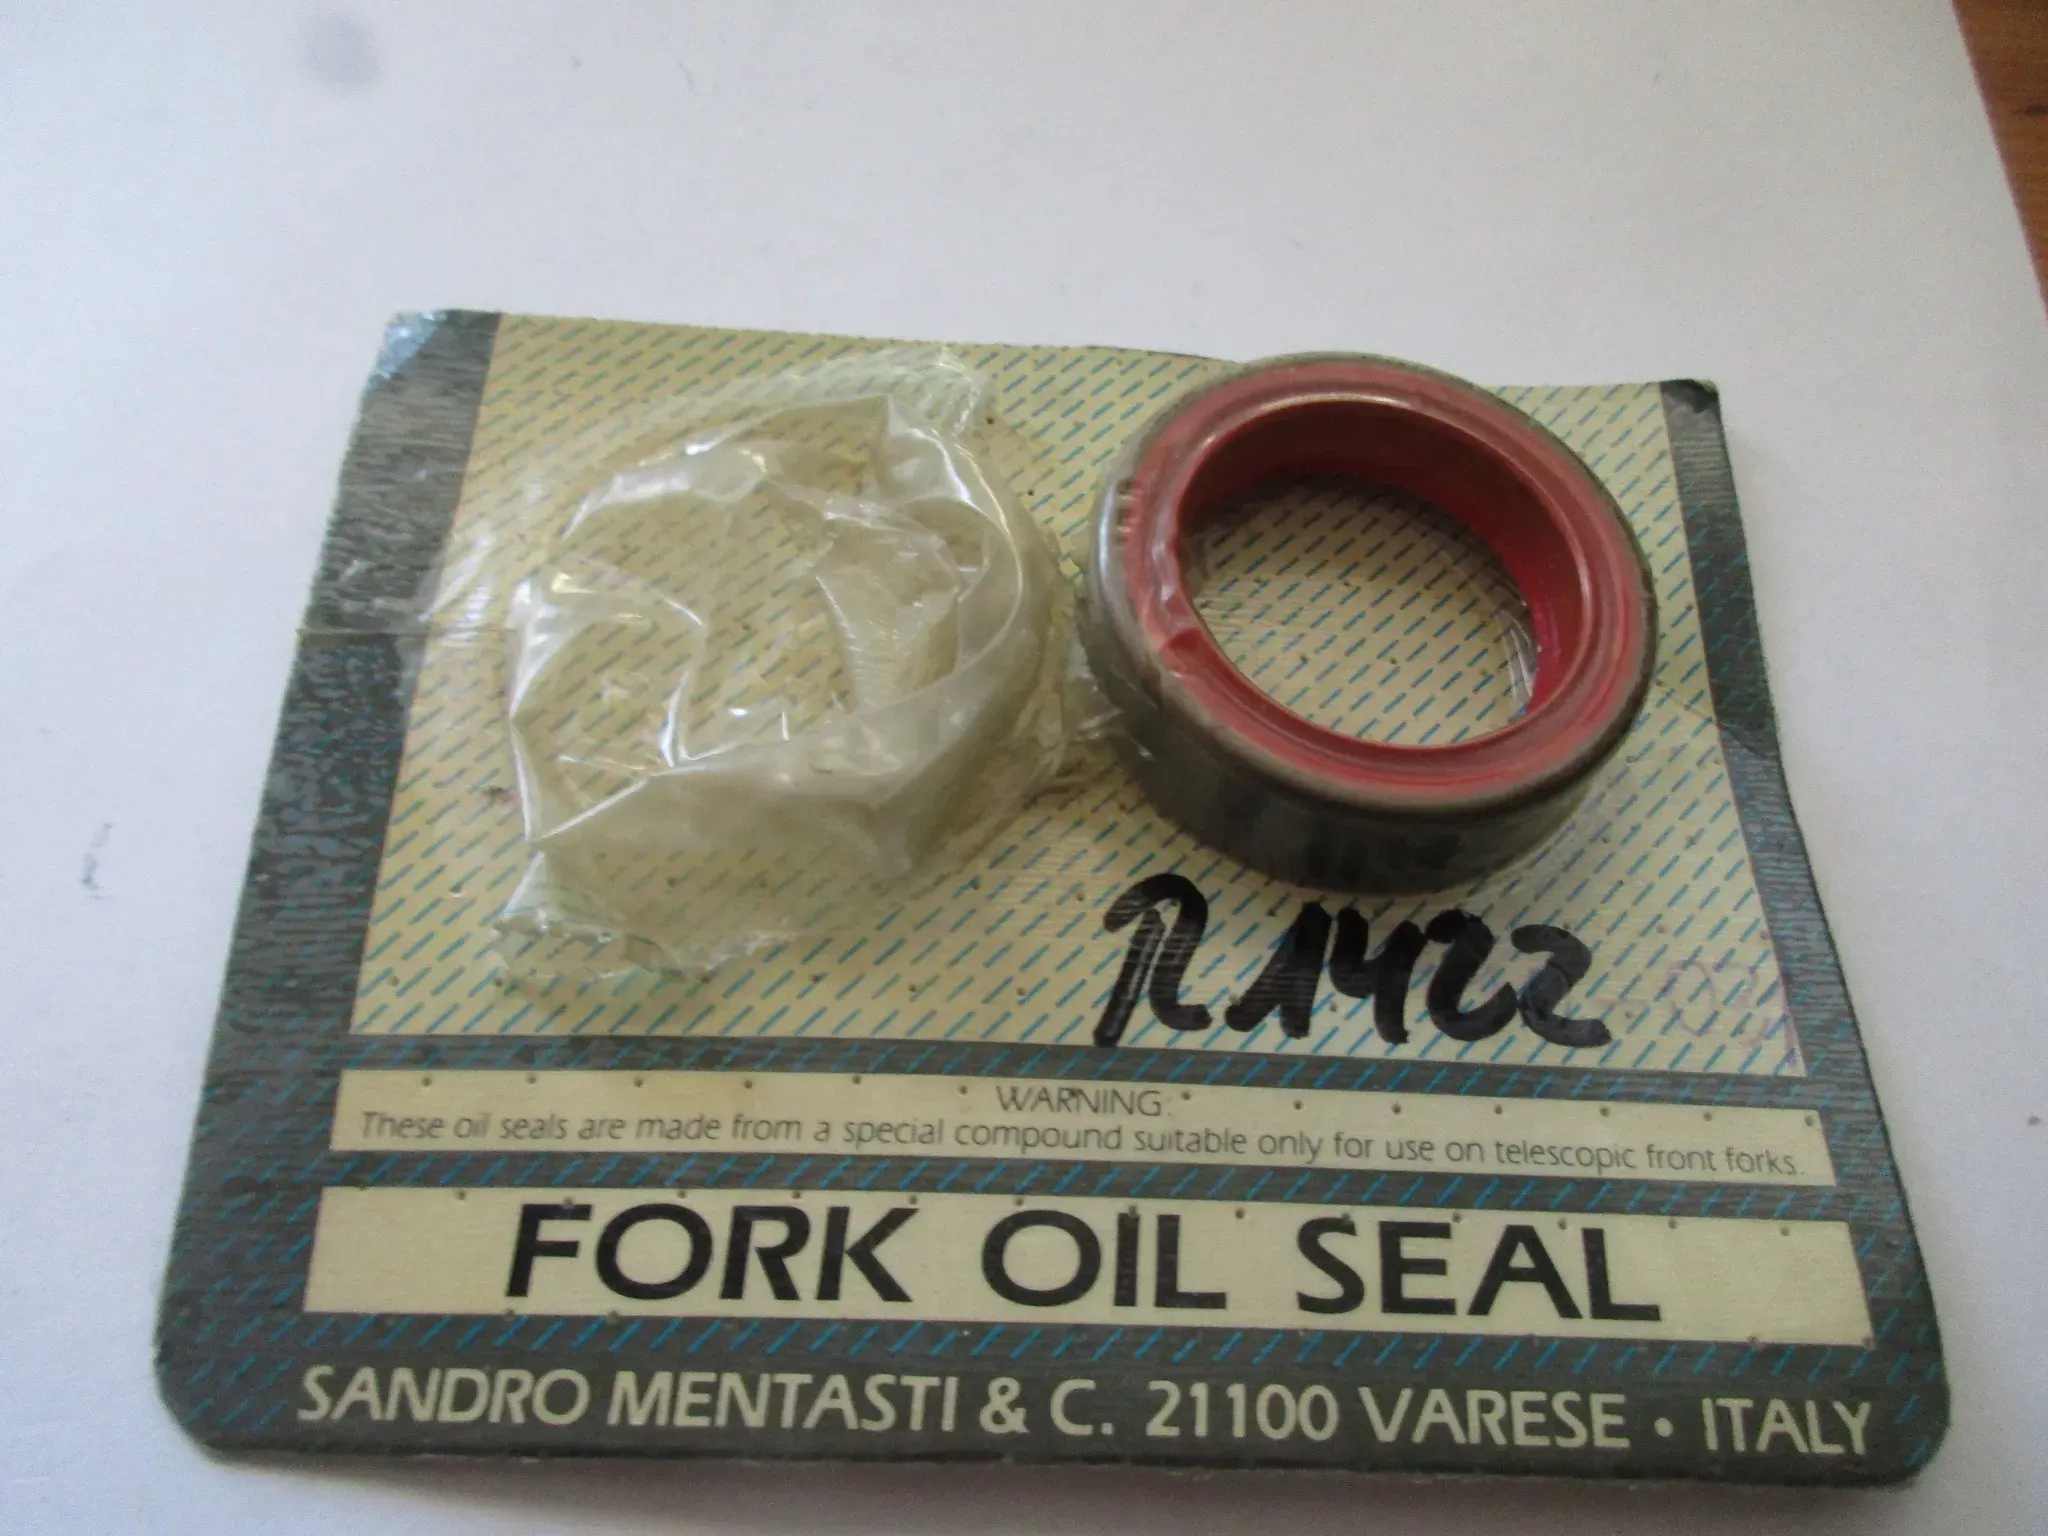 R1422
WARNING:
These oil seals are made from a special compound suitable only for use on telescopic front forks.
FORK OIL SEAL
SANDRO MENTASTI & C. 21100 VARESE • ITALY